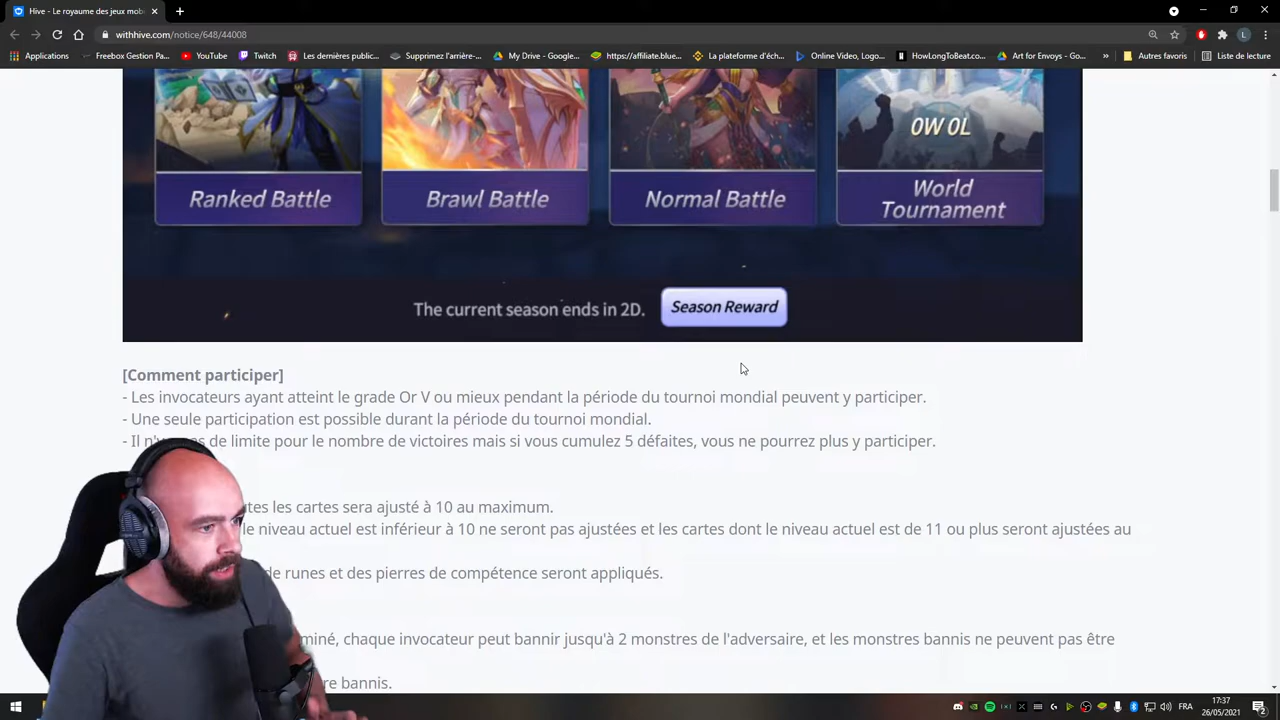 Hive - Le royaume des jeux mob
withhive.com/notice/648/44008
Applications
Freebox Gestion Pa...
YouTube
Twitch
Les dernières public...
Supprimez l'arrière-...
My Drive - Google...
https://affiliate.blue...
La plateforme d'éch...
Online Video, Logo...
HowLongToBeat.co...
Art for Envoys - Go...
»
Autres favoris
Liste de lecture
0W 0L
Ranked Battle
Brawl Battle
Normal Battle
World
Tournament
The current season ends in 2D.
Season Reward
[Comment participer]
- Les invocateurs ayant atteint le grade Or V ou mieux pendant la période du tournoi mondial peuvent y participer.
- Une seule participation est possible durant la période du tournoi mondial.
- Il de limite pour le nombre de victoires mais si vous cumulez 5 défaites, vous ne pourrez plus y participer.
les cartes sera ajusté à 10 au maximum.
le niveau actuel est inférieur à 10 ne seront pas ajustées et les cartes dont le niveau actuel est de 11 ou plus seront ajustées au
de runes et des pierres de compétence seront appliqués.
chaque invocateur peut bannir jusqu'à 2 monstres de l'adversaire, et les monstres bannis ne peuvent pas être
bannis.
17:37
FRA
26/05/2021